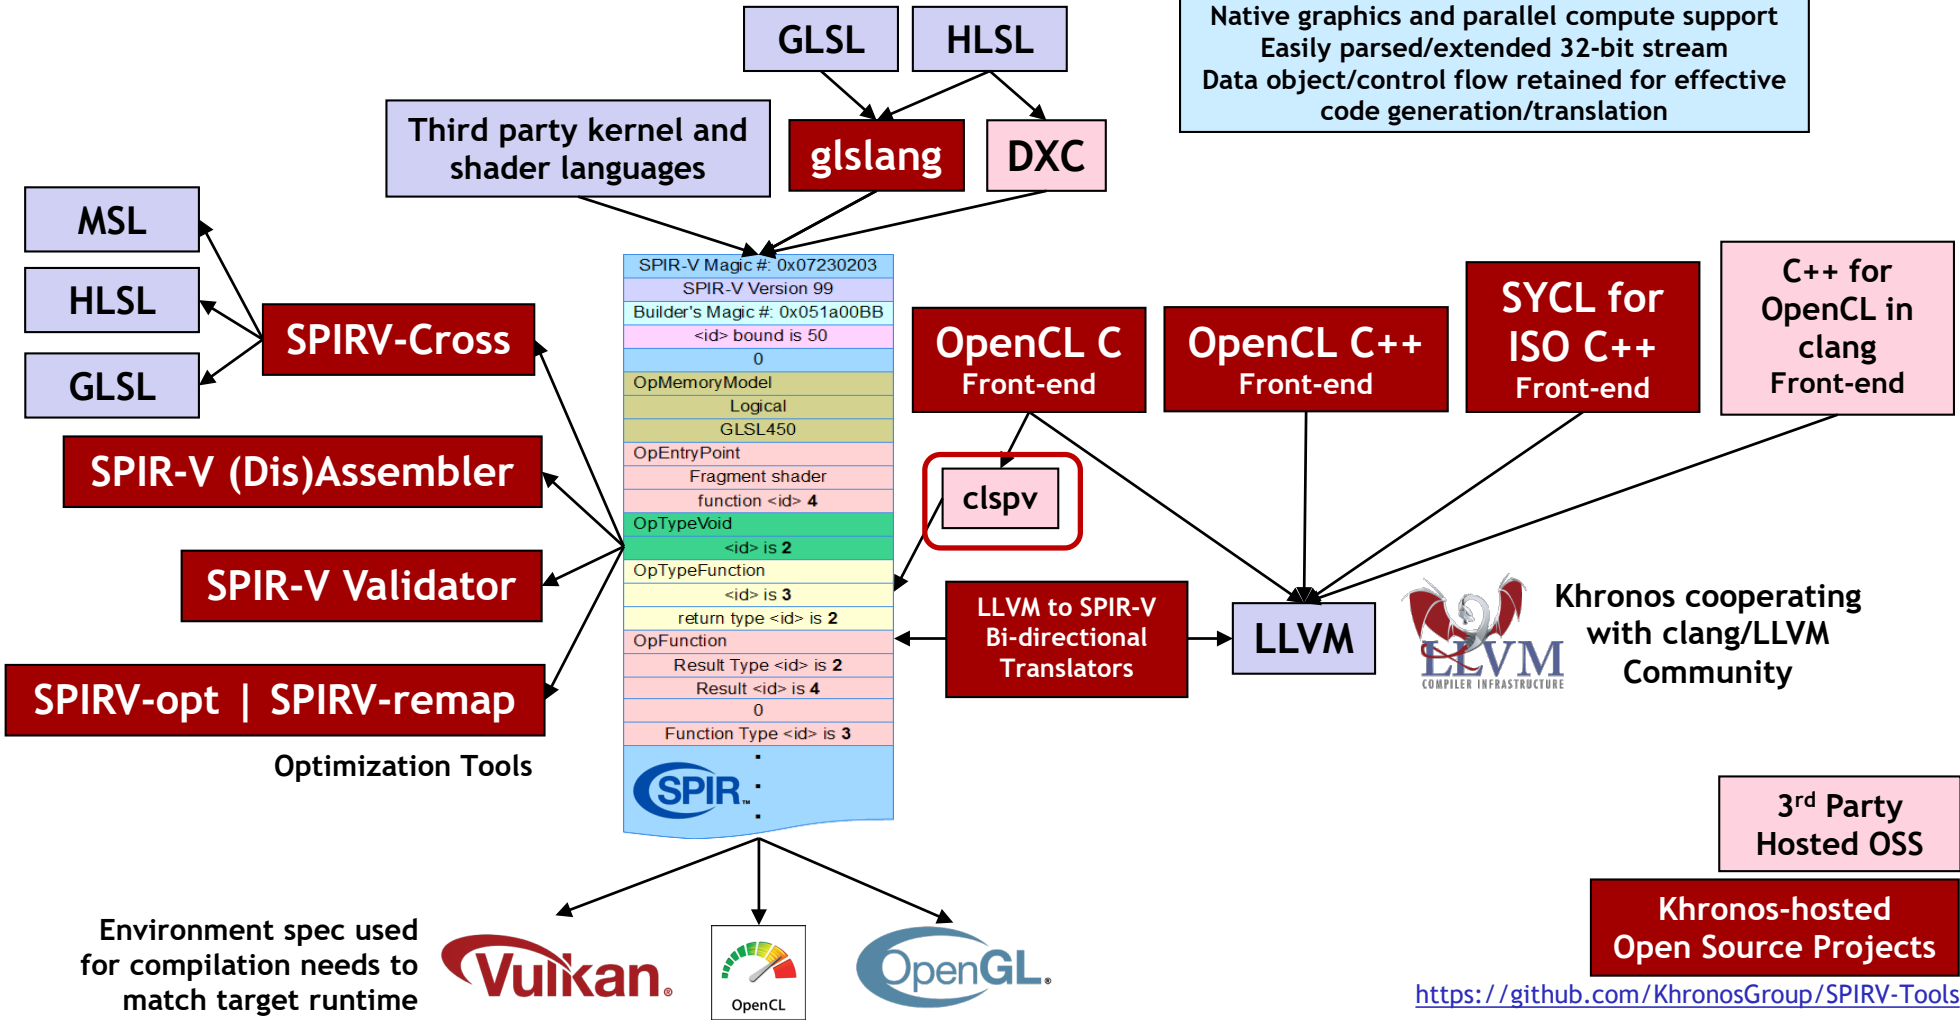 GLSL
HLSL
Native graphics and parallel compute support
Easily parsed/extended 32-bit stream
Data object/control flow retained for effective
code generation/translation
Third party kernel and
shader languages
glslang
DXC
MSL
HLSL
GLSL
SPIRV-Cross
SPIR-V (Dis)Assembler
SPIR-V Validator
SPIRV-opt | SPIRV-remap
Optimization Tools
SPIR-V Magic #: 0x07230203
SPIR-V Version 99
Builder's Magic #: 0x051a00BB
<id> bound is 50
0
OpMemoryModel
Logical
GLSL450
OpEntryPoint
Fragment shader
function <id> 4
OpTypeVoid
<id> is 2
OpTypeFunction
<id> is 3
return type <id> is 2
OpFunction
Result Type <id> is 2
Result <id> is 4
0
Function Type <id> is 3
SPIR™
OpenCL C
Front-end
OpenCL C++
Front-end
SYCL for
ISO C++
Front-end
C++ for
OpenCL in
clang
Front-end
clspv
LLVM to SPIR-V
Bi-directional
Translators
LLVM
LLVM
COMPILER INFRASTRUCTURE
Khronos cooperating
with clang/LLVM
Community
3rd Party
Hosted OSS
Khronos-hosted
Open Source Projects
https://github.com/KhronosGroup/SPIRV-Tools
Environment spec used
for compilation needs to
match target runtime
Vulkan®
OpenCL
OpenGL®